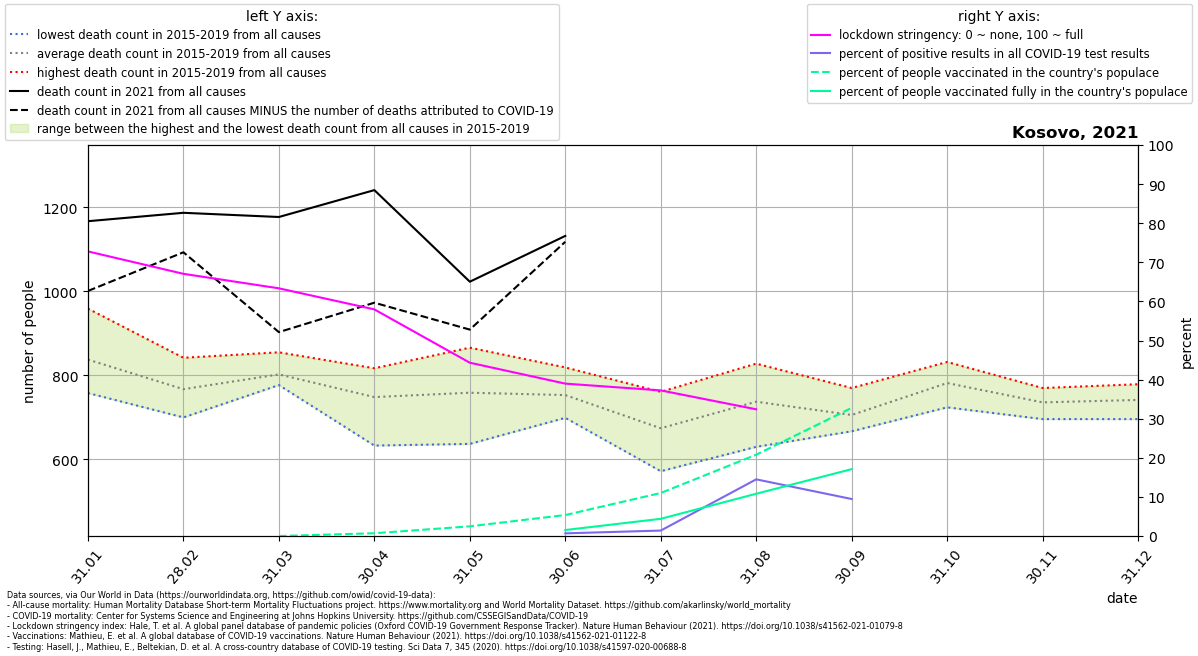 left Y axis:
lowest death count in 2015-2019 from all causes
average death count in 2015-2019 from all causes
highest death count in 2015-2019 from all causes
death count in 2021 from all causes
death count in 2021 from all causes MINUS the number of deaths attributed to COVID-19
range between the highest and the lowest death count from all causes in 2015-2019
right Y axis:
lockdown stringency: 0 ~ none, 100 ~ full
percent of positive results in all COVID-19 test results
percent of people vaccinated in the country's populace
percent of people vaccinated fully in the country's populace
Kosovo, 2021
number of people
1200
1000
800
600
100
90
80
70
60
50
40
30
20
10
0
percent
31.01
28.02
31.03
30.04
31.05
30.06
31.07
31.08
30.09
31.10
30.11
31.12
date
Data sources, via Our World in Data (https://ourworldindata.org, https://github.com/owid/covid-19-data):
- All-cause mortality: Human Mortality Database Short-term Mortality Fluctuations project. https://www.mortality.org and World Mortality Dataset. https://github.com/akarlinsky/world_mortality
- COVID-19 mortality: Center for Systems Science and Engineering at Johns Hopkins University. https://github.com/CSSEGISandData/COVID-19
- Lockdown stringency index: Hale, T. et al. A global panel database of pandemic policies (Oxford COVID-19 Government Response Tracker). Nature Human Behaviour (2021). https://doi.org/10.1038/s41562-021-01079-8
- Vaccinations: Mathieu, E. et al. A global database of COVID-19 vaccinations. Nature Human Behaviour (2021). https://doi.org/10.1038/s41562-021-01122-8
- Testing: Hasell, J., Mathieu, E., Beltekian, D. et al. A cross-country database of COVID-19 testing. Sci Data 7, 345 (2020). https://doi.org/10.1038/s41597-020-00688-8